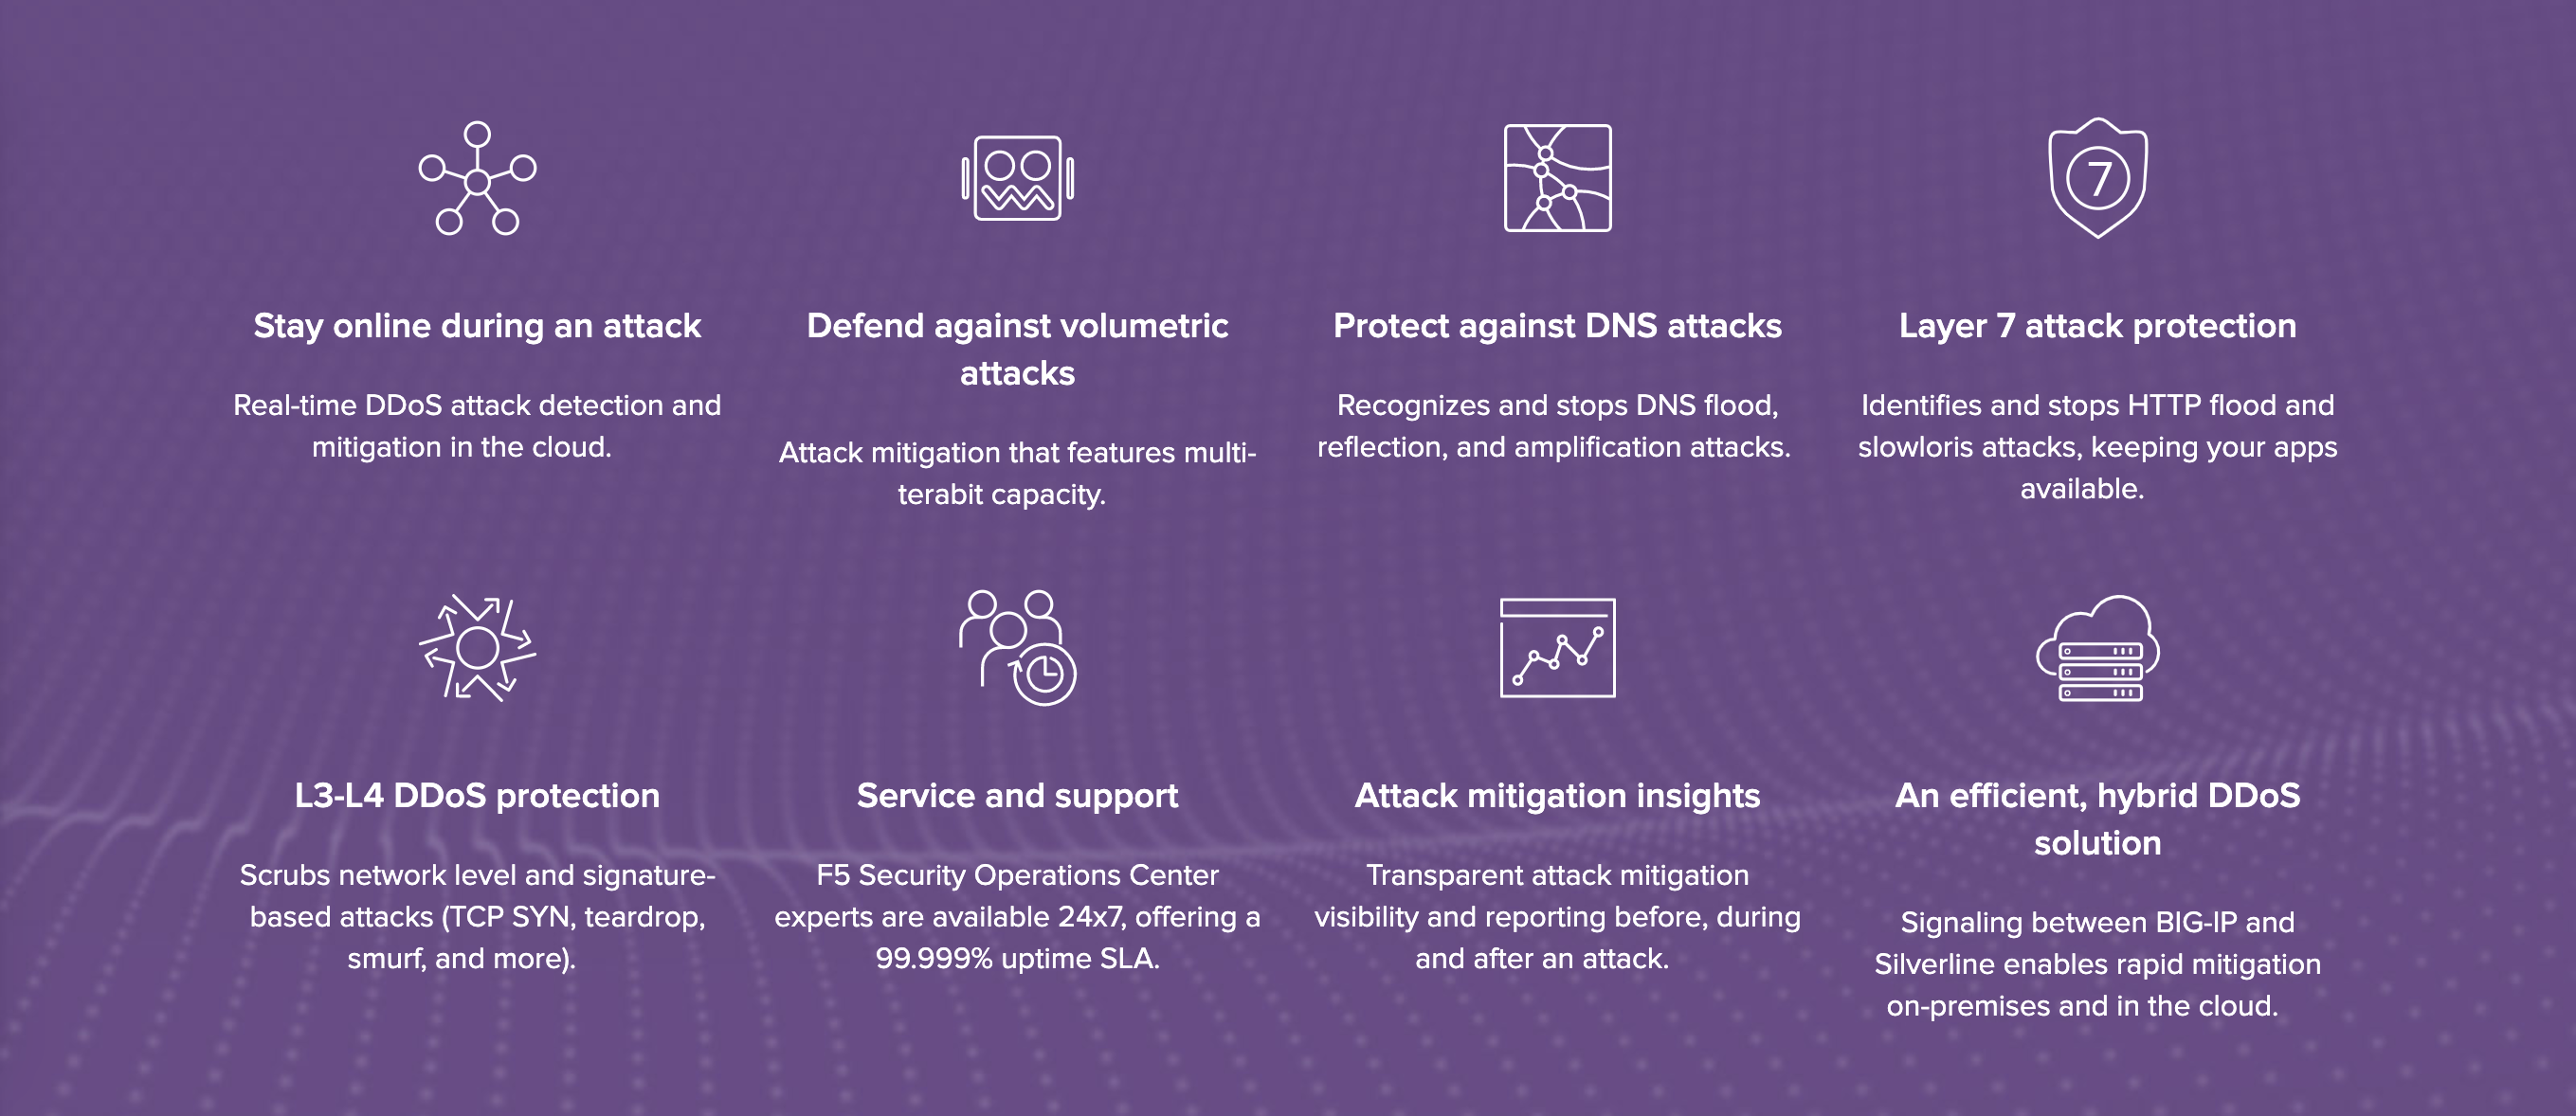 7
Stay online during an attack
Real-time DDoS attack detection and
mitigation in the cloud.
Defend against volumetric
attacks
Attack mitigation that features multi-
terabit capacity.
Protect against DNS attacks
Recognizes and stops DNS flood,
reflection, and amplification attacks.
Layer 7 attack protection
Identifies and stops HTTP flood and
slowloris attacks, keeping your apps
available.
L3-L4 DDoS protection
Scrubs network level and signature-
based attacks (TCP SYN, teardrop,
smurf, and more).
Service and support
F5 Security Operations Center
experts are available 24x7, offering a
99.999% uptime SLA.
Attack mitigation insights
Transparent attack mitigation
visibility and reporting before, during
and after an attack.
An efficient, hybrid DDoS
solution
Signaling between BIG-IP and
Silverline enables rapid mitigation
on-premises and in the cloud.